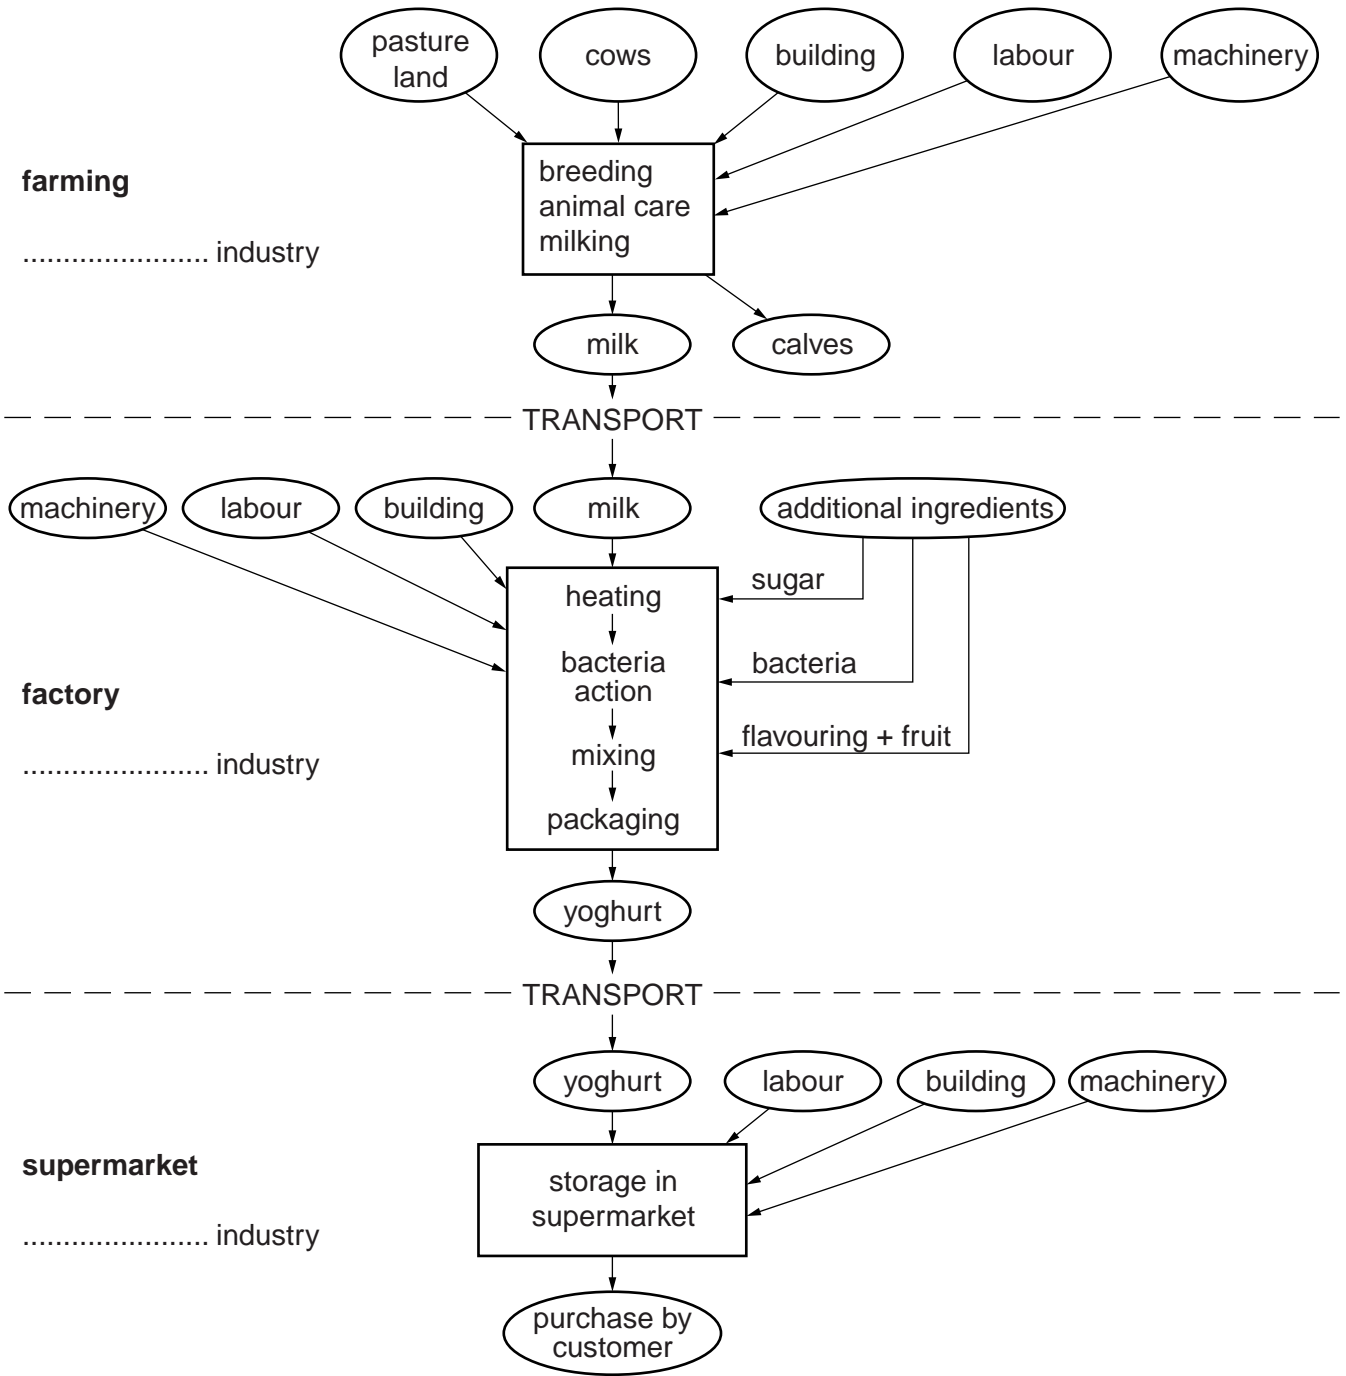 pasture
land
cows
building
labour
machinery
farming
breeding
animal care
milking
....................... industry
milk
calves
TRANSPORT
machinery
labour
building
milk
additional ingredients
sugar
heating
bacteria
action
bacteria
factory
flavouring + fruit
mixing
....................... industry
packaging
yoghurt
TRANSPORT
yoghurt
labour
building
machinery
supermarket
storage in
supermarket
....................... industry
purchase by
customer